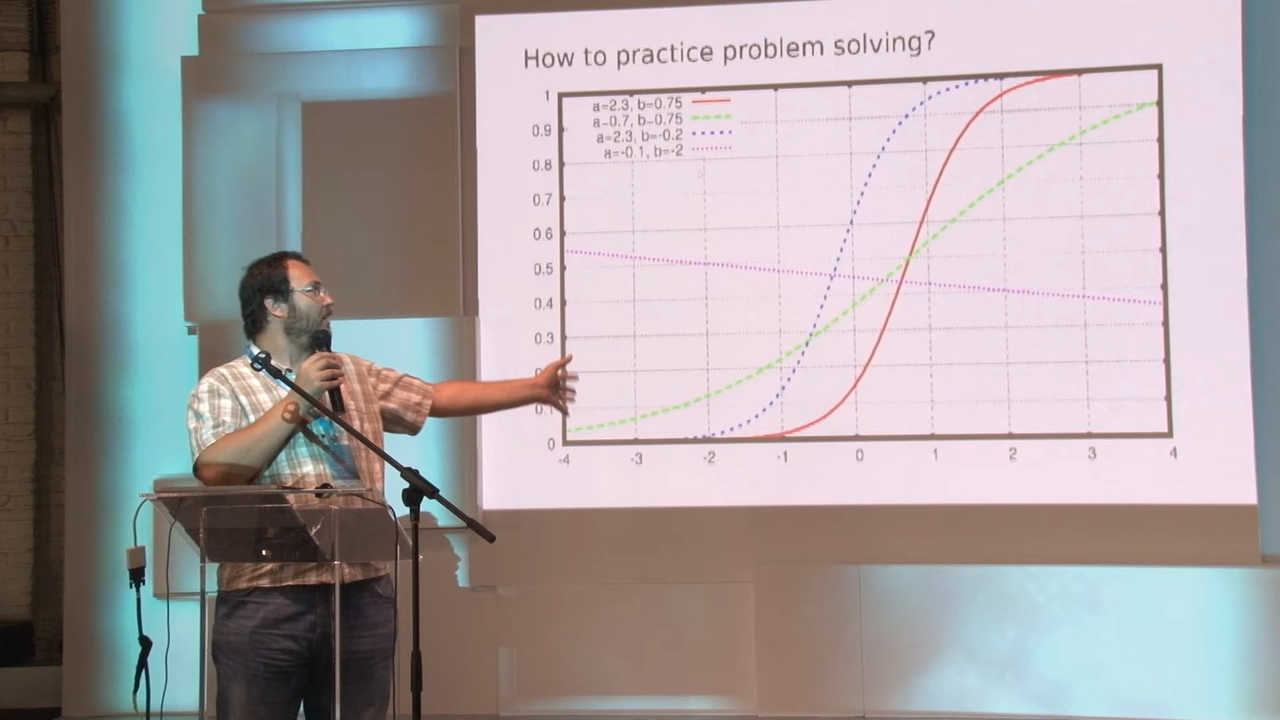 How to practice problem solving?
1
a=2.3, b=0.75
a=0.7, b=0.75
0.9
a=2.3, b=-0.2
a=-0.1, b=-2
0.8
0.7
0.6
0.5
0.4
0.3
0.1
0
-4 -3 -2 -1 0 1 2 3 4